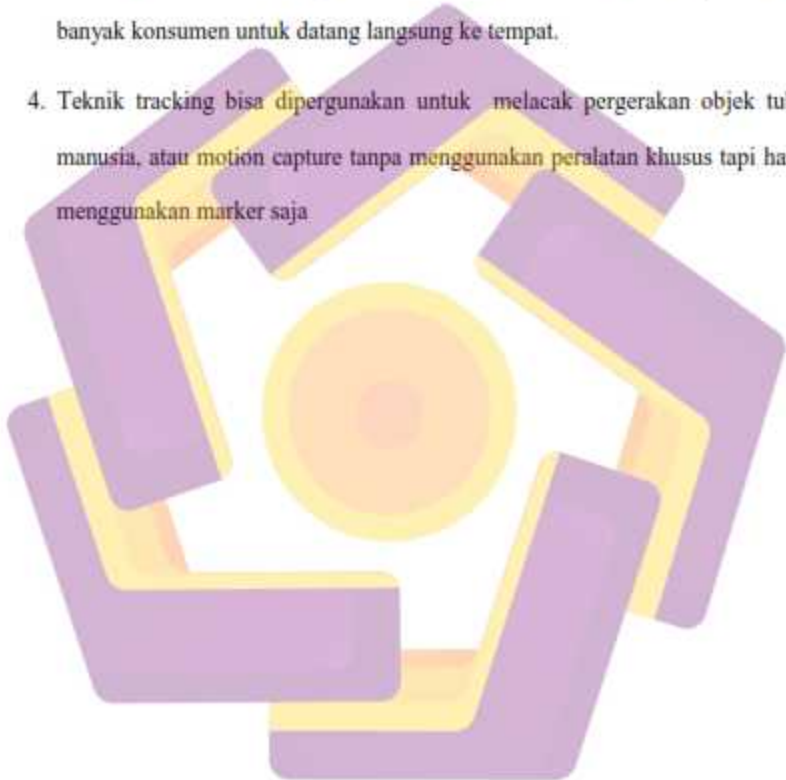 banyak konsumen untuk datang langsung ke tempat.
4. Teknik tracking bisa dipergunakan untuk melacak pergerakan objek
manusia, atau motion capture tanpa menggunakan peralatan khusus tapi
menggunakan marker saja